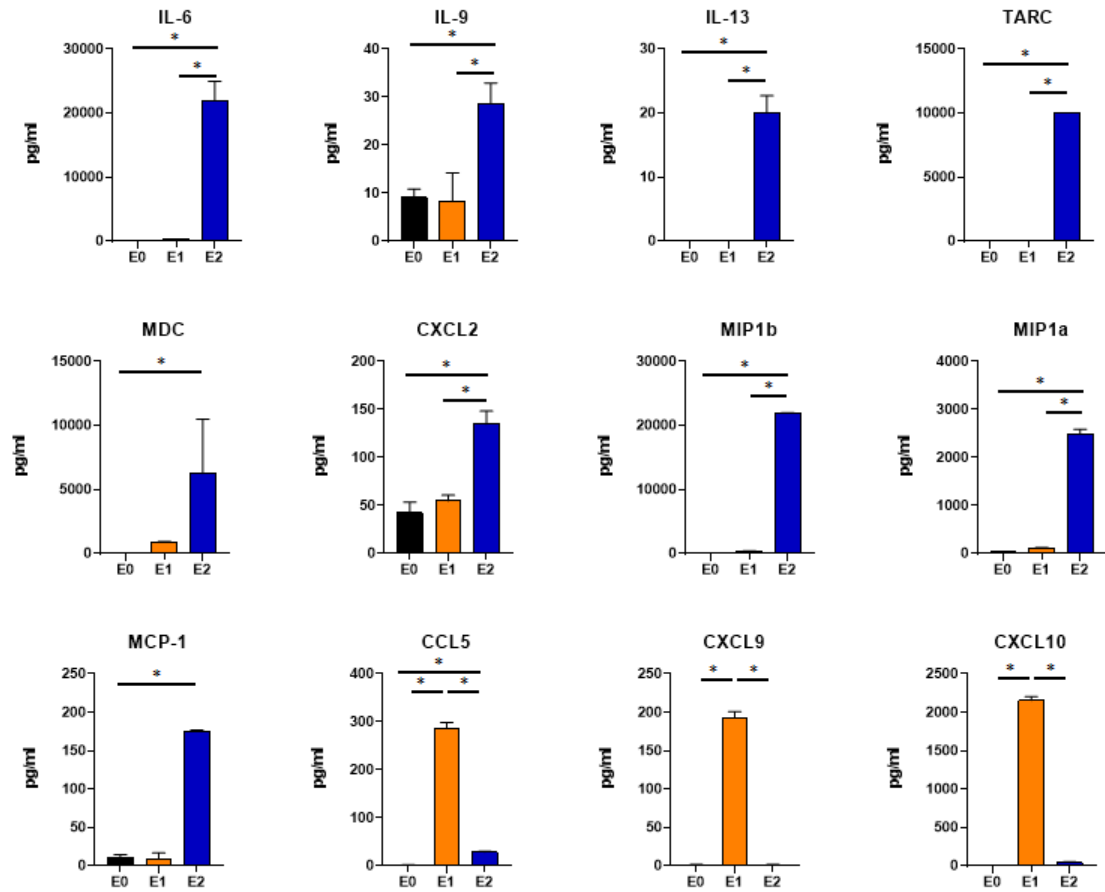 IL-6
*
*
30000
20000
10000
0
pg/ml
E0 E1 E2
IL-9
*
*
40
30
20
10
0
pg/ml
E0 E1 E2
IL-13
*
*
30
20
10
0
pg/ml
E0 E1 E2
TARC
*
*
15000
10000
5000
0
pg/ml
E0 E1 E2
MDC
*
15000
10000
5000
0
pg/ml
E0 E1 E2
CXCL2
*
*
200
150
100
50
0
pg/ml
E0 E1 E2
MIP1b
*
*
30000
20000
10000
0
pg/ml
E0 E1 E2
MIP1a
*
*
4000
3000
2000
1000
0
pg/ml
E0 E1 E2
MCP-1
*
250
200
150
100
50
0
pg/ml
E0 E1 E2
CCL5
*
* *
400
300
200
100
0
pg/ml
E0 E1 E2
CXCL9
* *
250
200
150
100
50
0
pg/ml
E0 E1 E2
CXCL10
* *
2500
2000
1500
1000
500
0
pg/ml
E0 E1 E2